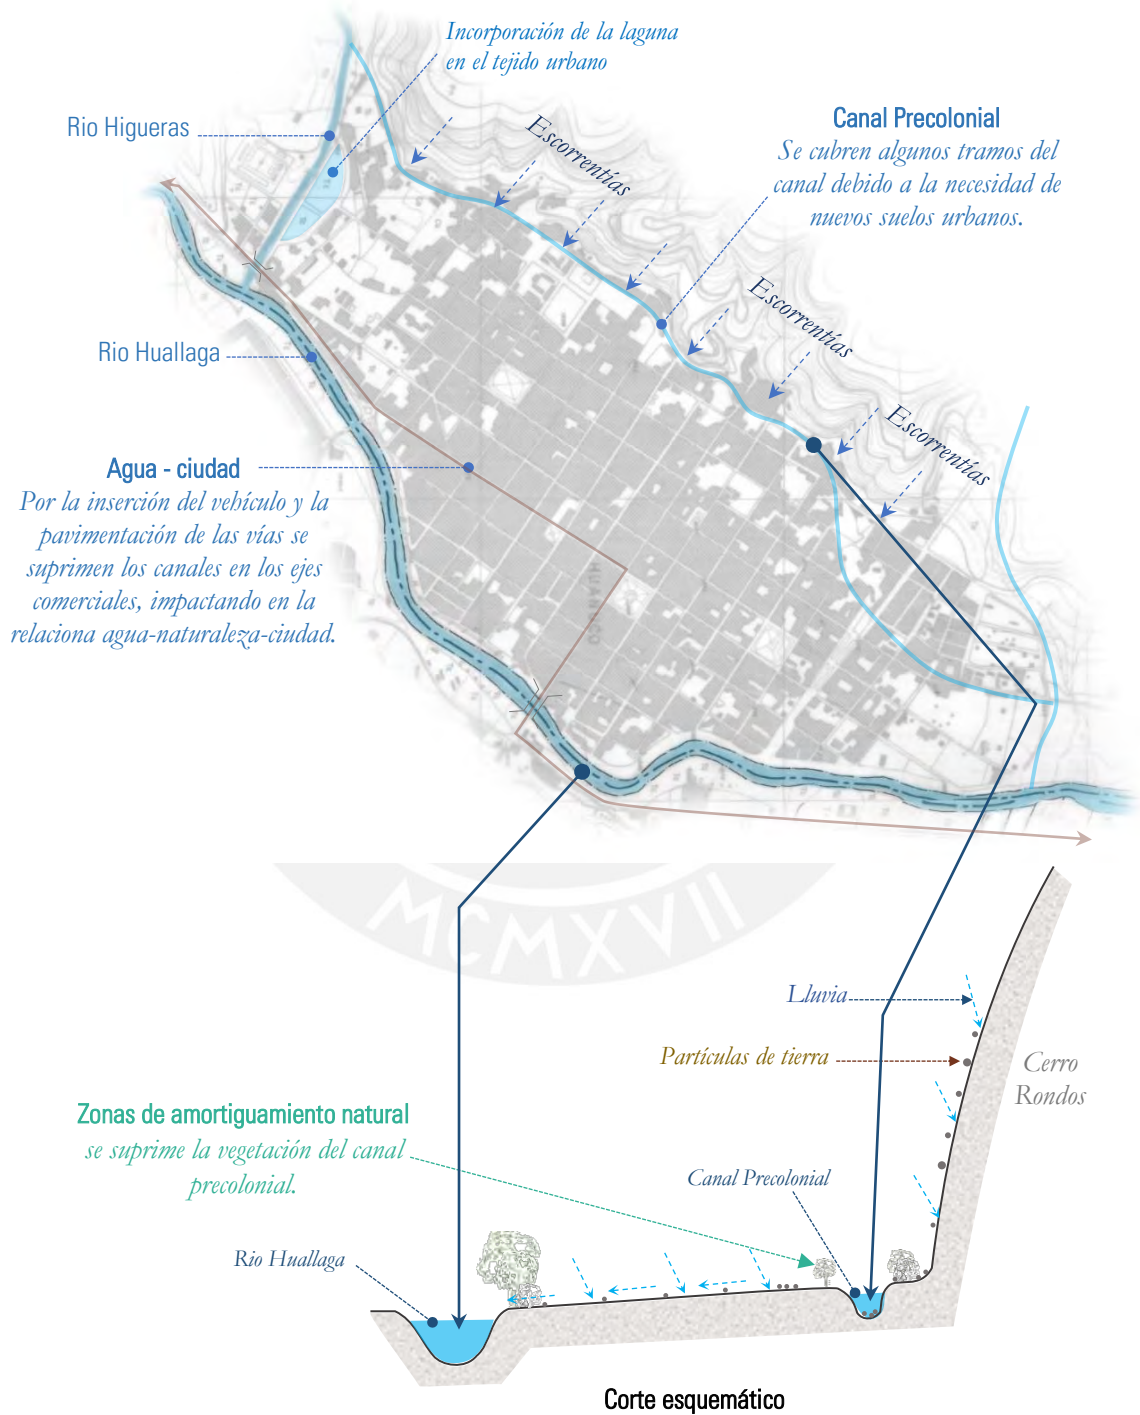 Incorporación de la laguna
en el tejido urbano
Rio Higueras
Canal Precolonial
Se cubren algunos tramos del
canal debido a la necesidad de
nuevos suelos urbanos.
Escorrentías
Escorrentías
Escorrentías
Rio Huallaga
Agua - ciudad
Por la inserción del vehículo y la
pavimentación de las vías se
suprimen los canales en los ejes
comerciales, impactando en la
relaciona agua-naturaleza-ciudad.
MCMXVII
Lluvia
Partículas de tierra
Cerro
Rondos
Zonas de amortiguamiento natural
se suprime la vegetación del canal
precolonial.
Canal Precolonial
Rio Huallaga
Corte esquemático